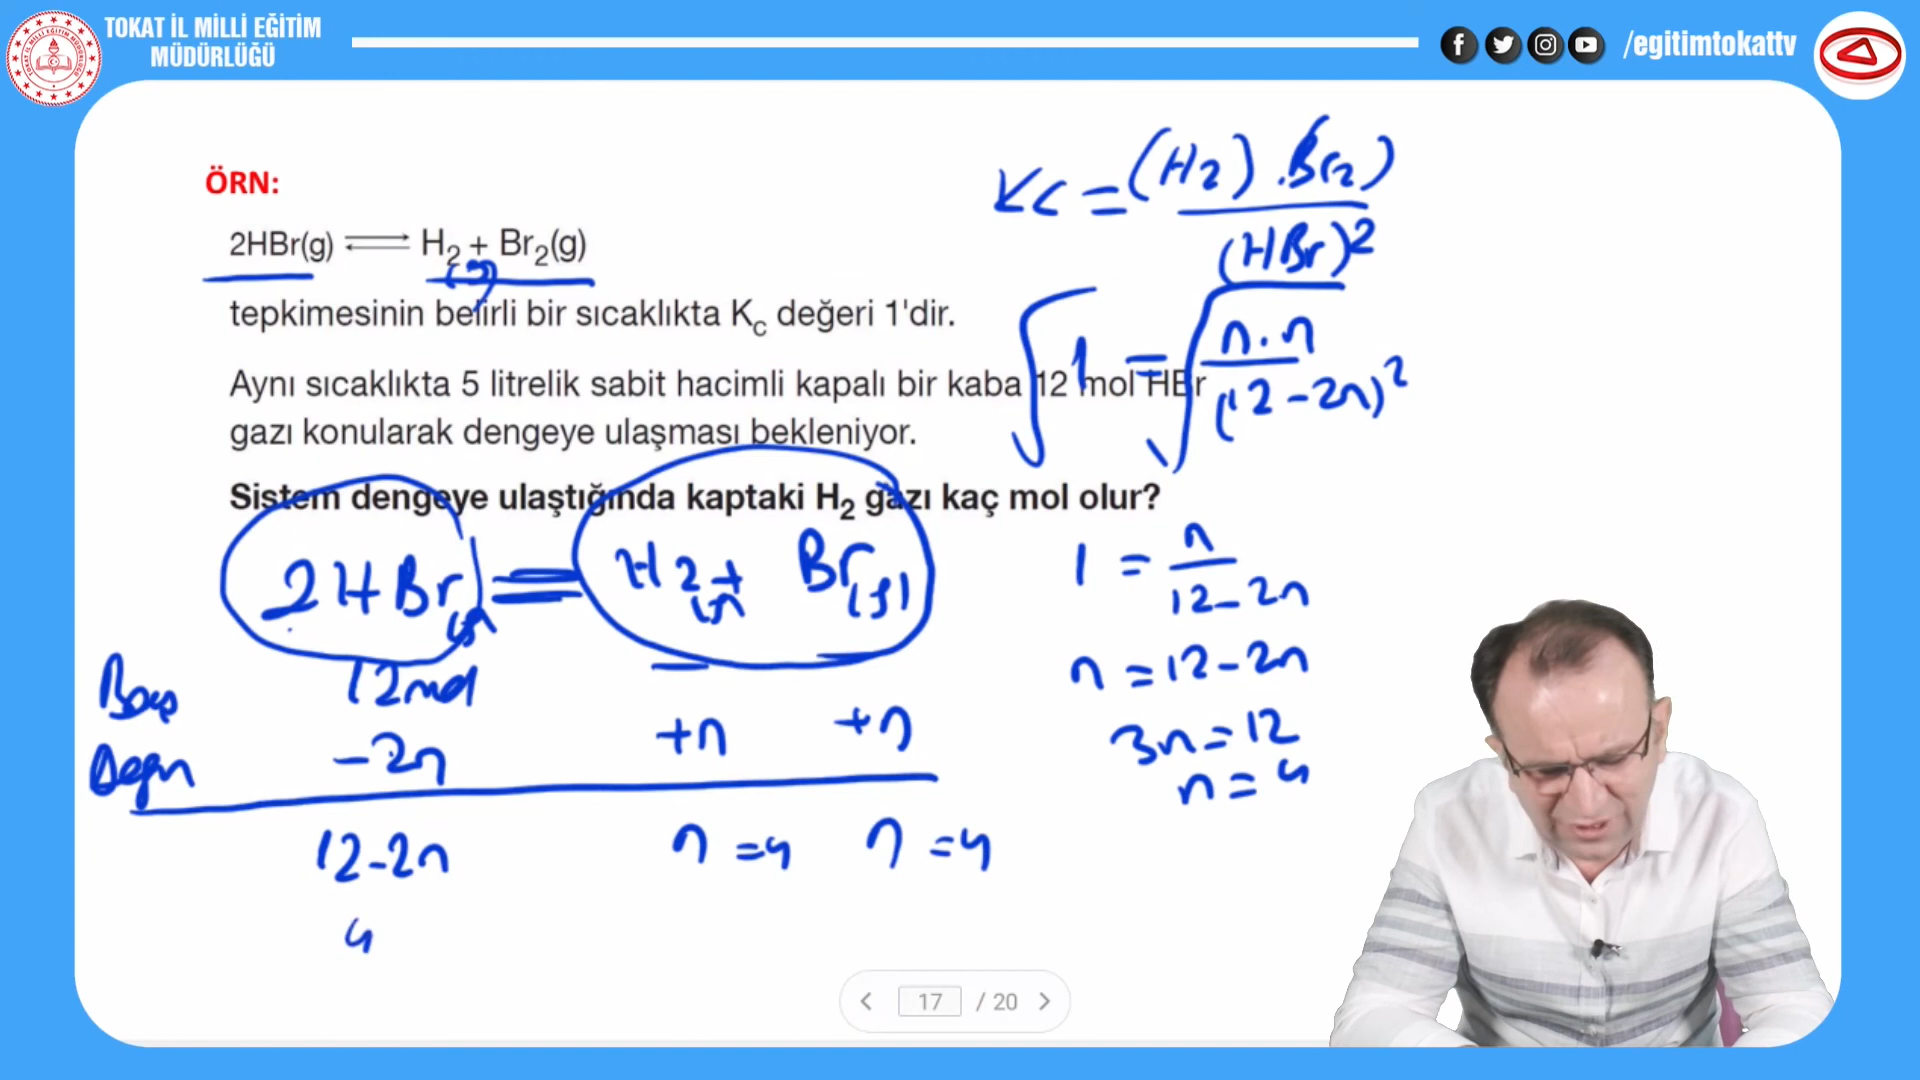 TOKAT İL MİLLİ EĞİTİM
MÜDÜRLÜĞÜ
/egitimtokattv
ÖRN:
2HBr(g) ⇌ H₂ + Br₂(g)
(g)
tepkimesinin belirli bir sıcaklıkta Kc değeri 1'dir.
Aynı sıcaklıkta 5 litrelik sabit hacimli kapalı bir kaba 12 mol HBr
gazı konularak dengeye ulaşması bekleniyor.
Sistem dengeye ulaştığında kaptaki H₂ gazı kaç mol olur?
2HBr(g) = H2(g) + Br(g)
12mol
-2n +n +n
12-2n n =4 n =4
4
Kc = (H2) . Br2)
(HBr)²
√1 = √ n.n
(12-2n)²
1 = n
12-2n
n = 12-2n
3n = 12
n = 4
17 / 20